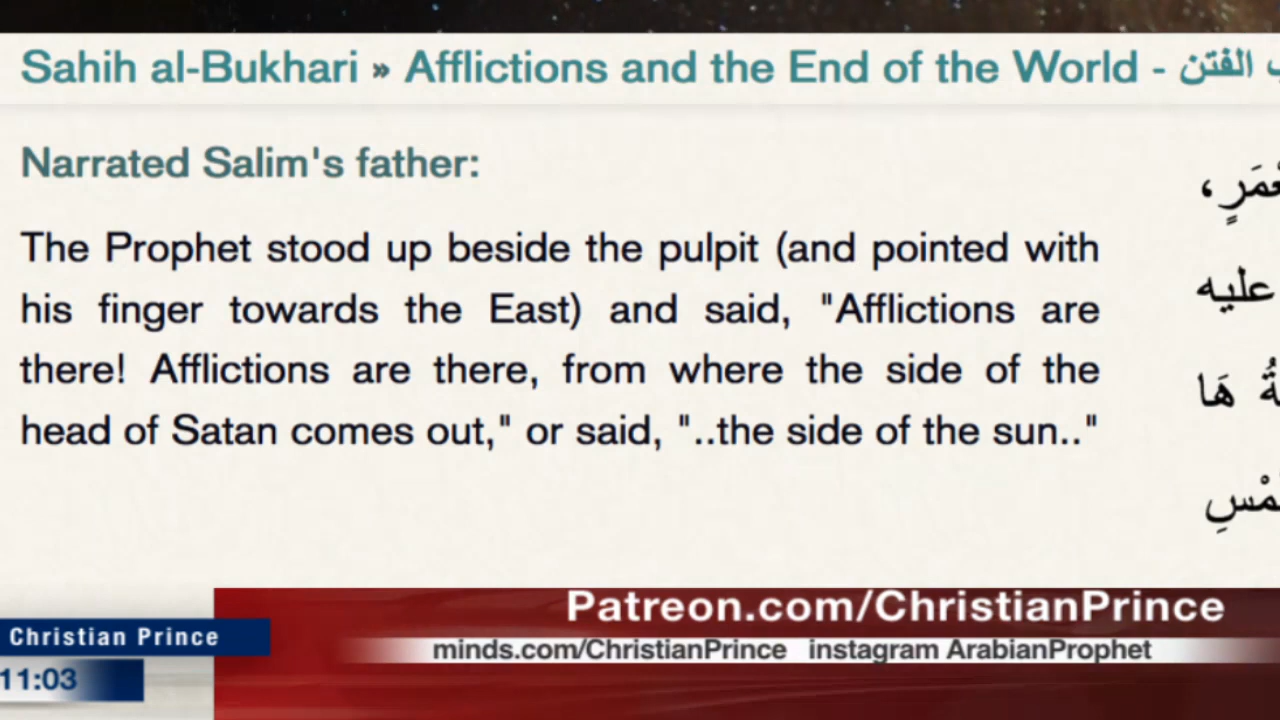 Sahih al-Bukhari » Afflictions and the End of the World - الفتن
Narrated Salim's father:
The Prophet stood up beside the pulpit (and pointed with
his finger towards the East) and said, "Afflictions are
there! Afflictions are there, from where the side of the
head of Satan comes out," or said, "..the side of the sun.."
عليه
هَا
Patreon.com/ChristianPrince
Christian Prince
minds.com/ChristianPrince instagram ArabianProphet
11:03